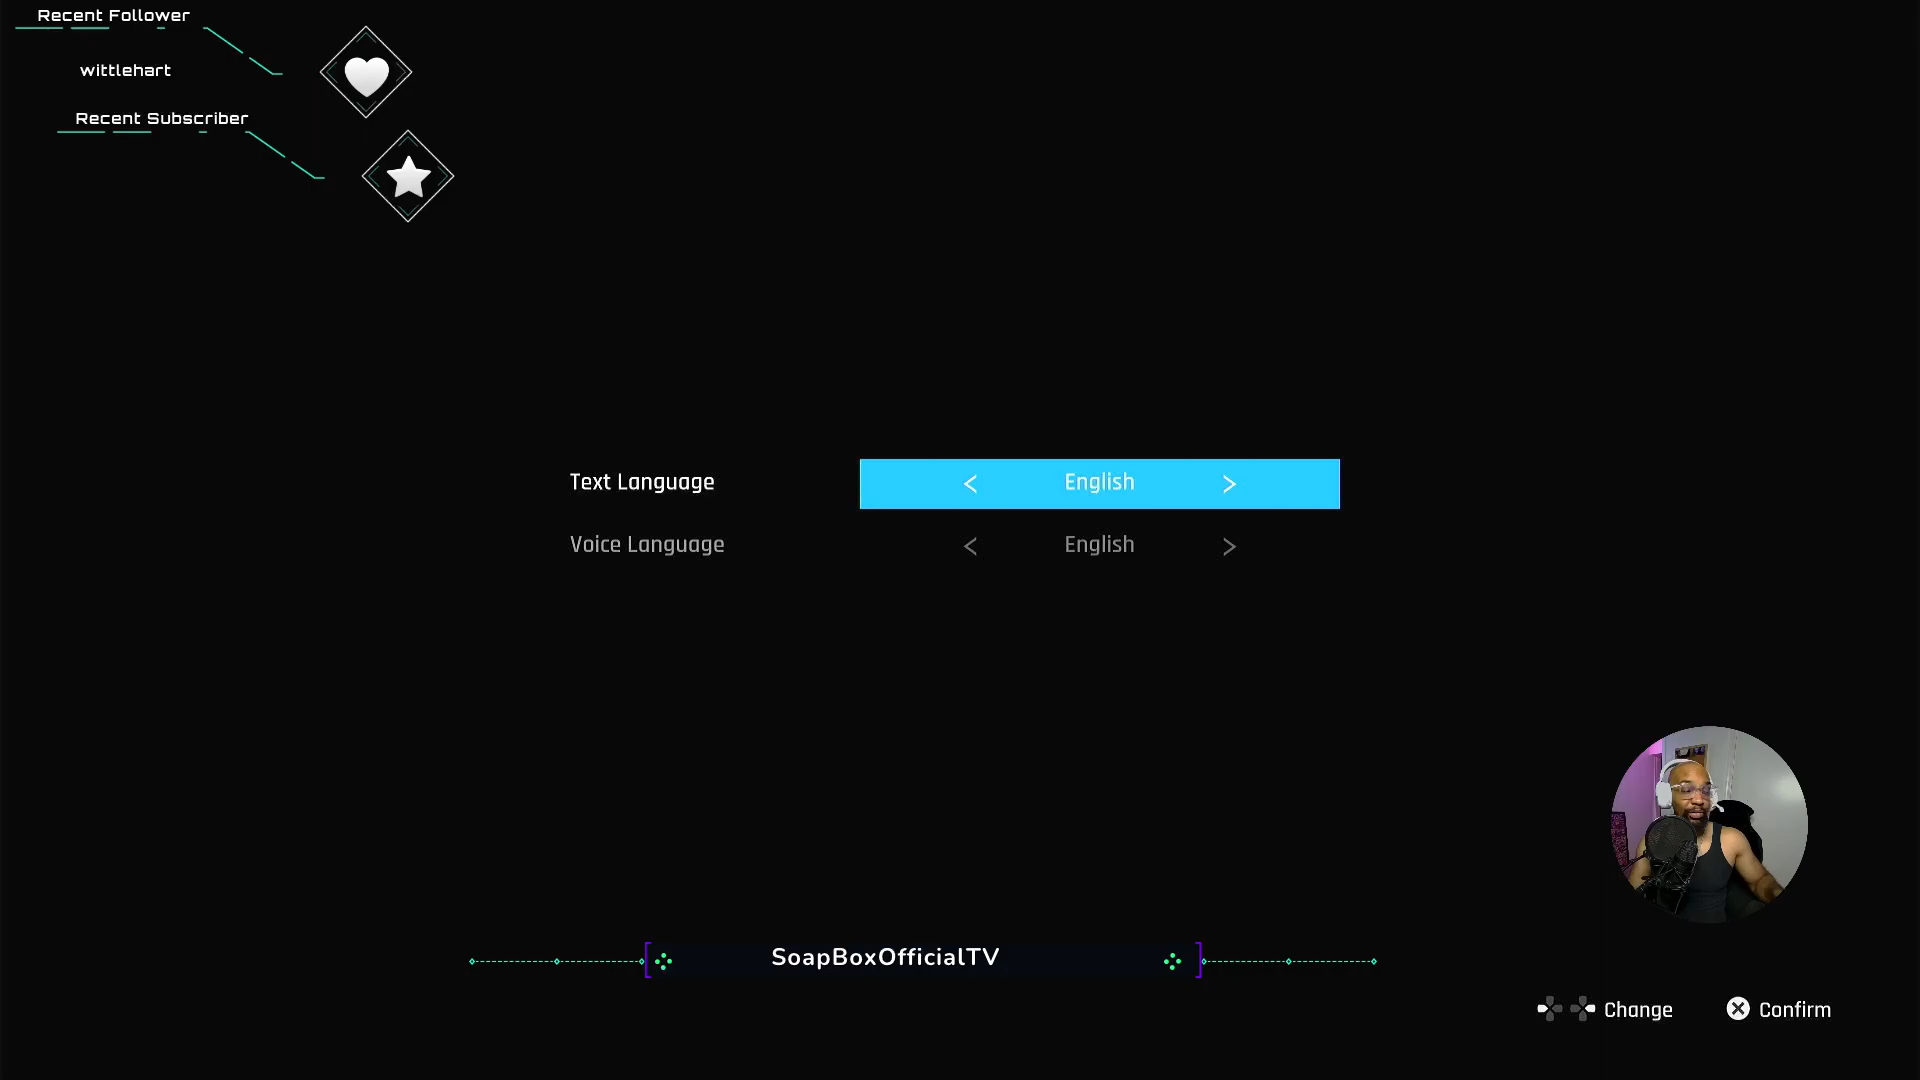 Recent Follower
wittlehart
Recent Subscriber
Text Language < English >
Voice Language < English >
SoapBoxOfficialTV
Change Confirm